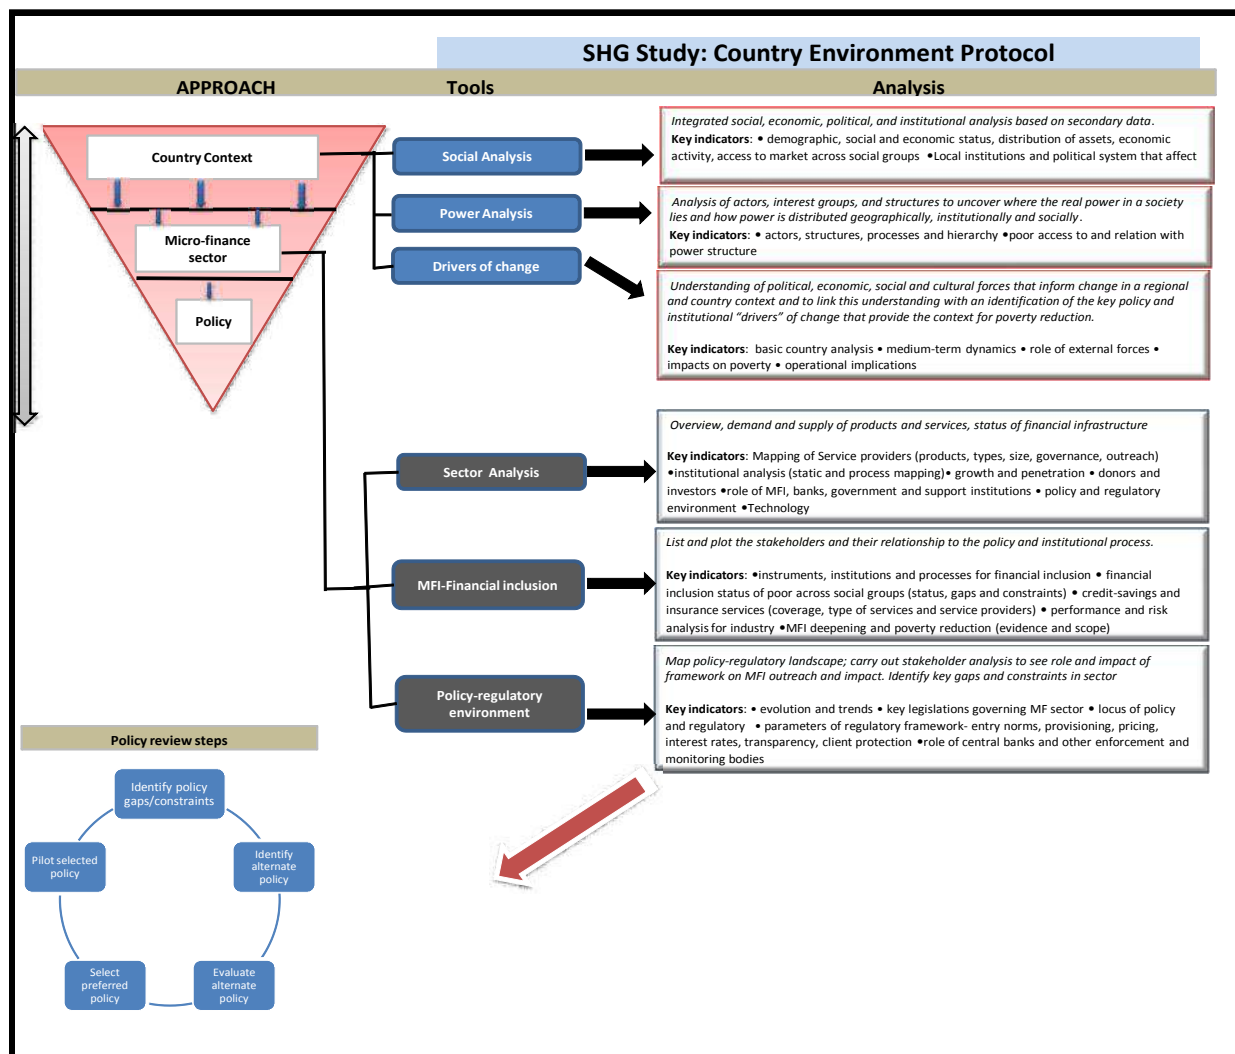 SHG Study: Country Environment Protocol
APPROACH
Tools
Analysis
Country Context
Micro-finance
sector
Policy
Social Analysis
Power Analysis
Drivers of change
Integrated social, economic, political, and institutional analysis based on secondary data.
Key indicators: • demographic, social and economic status, distribution of assets, economic
activity, access to market across social groups •Local institutions and political system that affect
Analysis of actors, interest groups, and structures to uncover where the real power in a society
lies and how power is distributed geographically, institutionally and socially.
Key indicators: • actors, structures, processes and hierarchy •poor access to and relation with
power structure
Understanding of political, economic, social and cultural forces that inform change in a regional
and country context and to link this understanding with an identification of the key policy and
institutional “drivers” of change that provide the context for poverty reduction.
Key indicators: basic country analysis • medium-term dynamics • role of external forces •
impacts on poverty • operational implications
Sector Analysis
Overview, demand and supply of products and services, status of financial infrastructure
Key indicators: Mapping of Service providers (products, types, size, governance, outreach)
•institutional analysis (static and process mapping)• growth and penetration • donors and
investors •role of MFI, banks, government and support institutions • policy and regulatory
environment •Technology
MFI-Financial inclusion
List and plot the stakeholders and their relationship to the policy and institutional process.
Key indicators: •instruments, institutions and processes for financial inclusion • financial
inclusion status of poor across social groups (status, gaps and constraints) • credit-savings and
insurance services (coverage, type of services and service providers) • performance and risk
analysis for industry •MFI deepening and poverty reduction (evidence and scope)
Policy-regulatory
environment
Map policy-regulatory landscape; carry out stakeholder analysis to see role and impact of
framework on MFI outreach and impact. Identify key gaps and constraints in sector
Key indicators: • evolution and trends • key legislations governing MF sector • locus of policy
and regulatory • parameters of regulatory framework- entry norms, provisioning, pricing,
interest rates, transparency, client protection •role of central banks and other enforcement and
monitoring bodies
Policy review steps
Identify policy
gaps/constraints
Identify
alternate
policy
Evaluate
alternate
policy
Select
preferred
policy
Pilot selected
policy